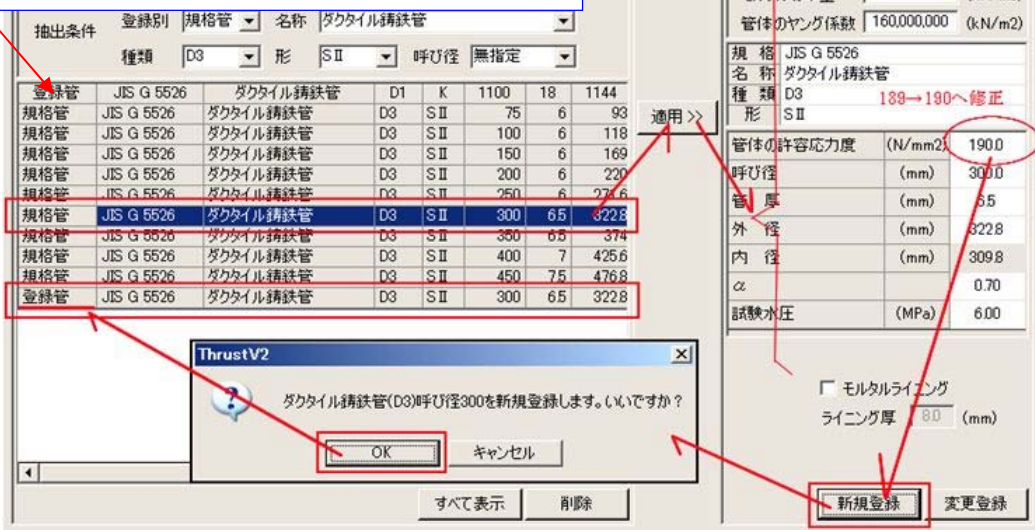 抽出条件 登録別 規格管 名称 ダクタイル鋳鉄管
種類 D3 形 SⅡ 呼び径 無指定
登録管 JIS G 5526 ダクタイル鋳鉄管 D1 K 1100 18 1144
規格管 JIS G 5526 ダクタイル鋳鉄管 D3 SⅡ 75 6 93
規格管 JIS G 5526 ダクタイル鋳鉄管 D3 SⅡ 100 6 118
規格管 JIS G 5526 ダクタイル鋳鉄管 D3 SⅡ 150 6 169
規格管 JIS G 5526 ダクタイル鋳鉄管 D3 SⅡ 200 6 220
規格管 JIS G 5526 ダクタイル鋳鉄管 D3 SⅡ 250 6 271.6
規格管 JIS G 5526 ダクタイル鋳鉄管 D3 SⅡ 300 6.5 322.8
規格管 JIS G 5526 ダクタイル鋳鉄管 D3 SⅡ 350 6.5 374
規格管 JIS G 5526 ダクタイル鋳鉄管 D3 SⅡ 400 7 425.6
規格管 JIS G 5526 ダクタイル鋳鉄管 D3 SⅡ 450 7.5 476.8
登録管 JIS G 5526 ダクタイル鋳鉄管 D3 SⅡ 300 6.5 322.8
ThrustV2
ダクタイル鋳鉄管(D3)呼び径300を新規登録します。いいですか？
OK キャンセル
すべて表示 削除
適用 >>
管体のヤング係数 160,000,000 (kN/m2)
規 格 JIS G 5526
名 称 ダクタイル鋳鉄管
種 類 D3
139→190へ修正
形 SⅡ
管体の許容応力度 (N/mm2) 190.0
呼び径 (mm) 300.0
管 厚 (mm) 6.5
外 径 (mm) 322.8
内 径 (mm) 309.8
α 0.70
試験水圧 (MPa) 6.00
モルタルライニング
ライニング厚 8.0 (mm)
新規登録 変更登録